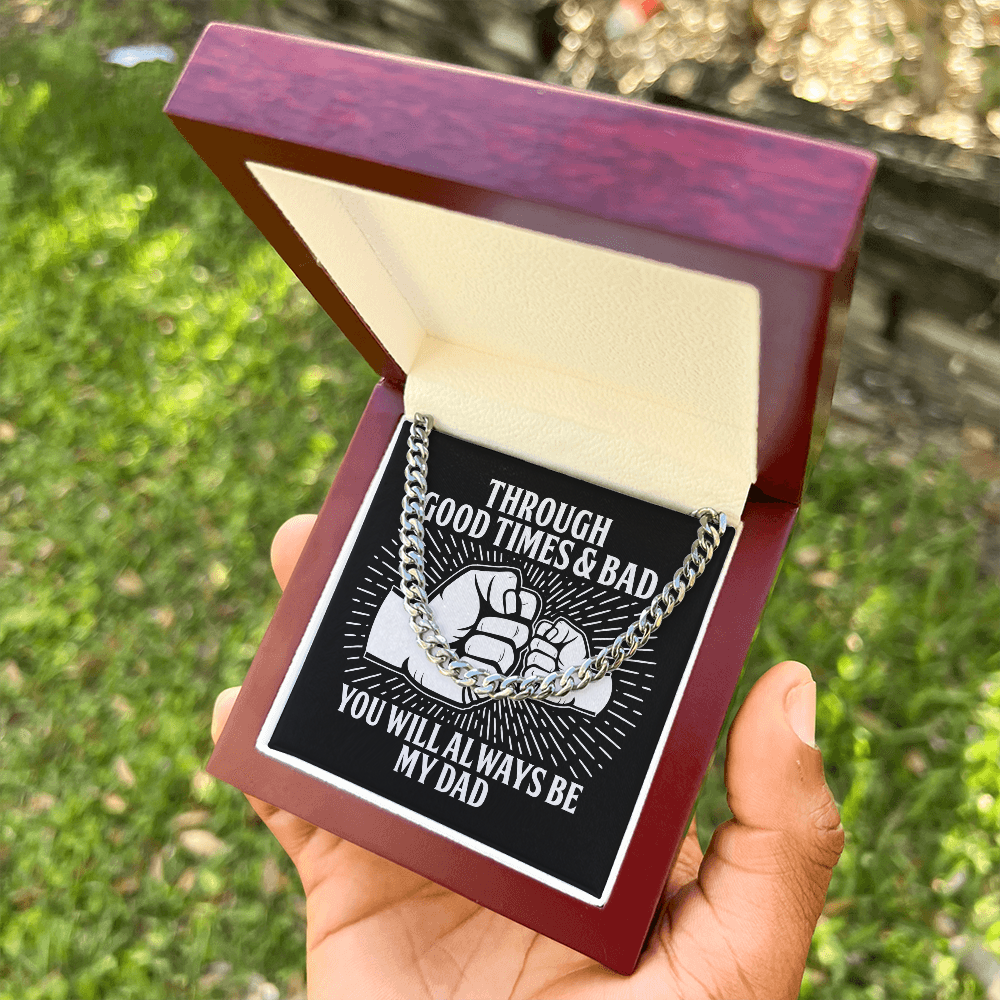 THROUGH
GOOD TIMES & BAD
YOU WILL ALWAYS BE
MY DAD